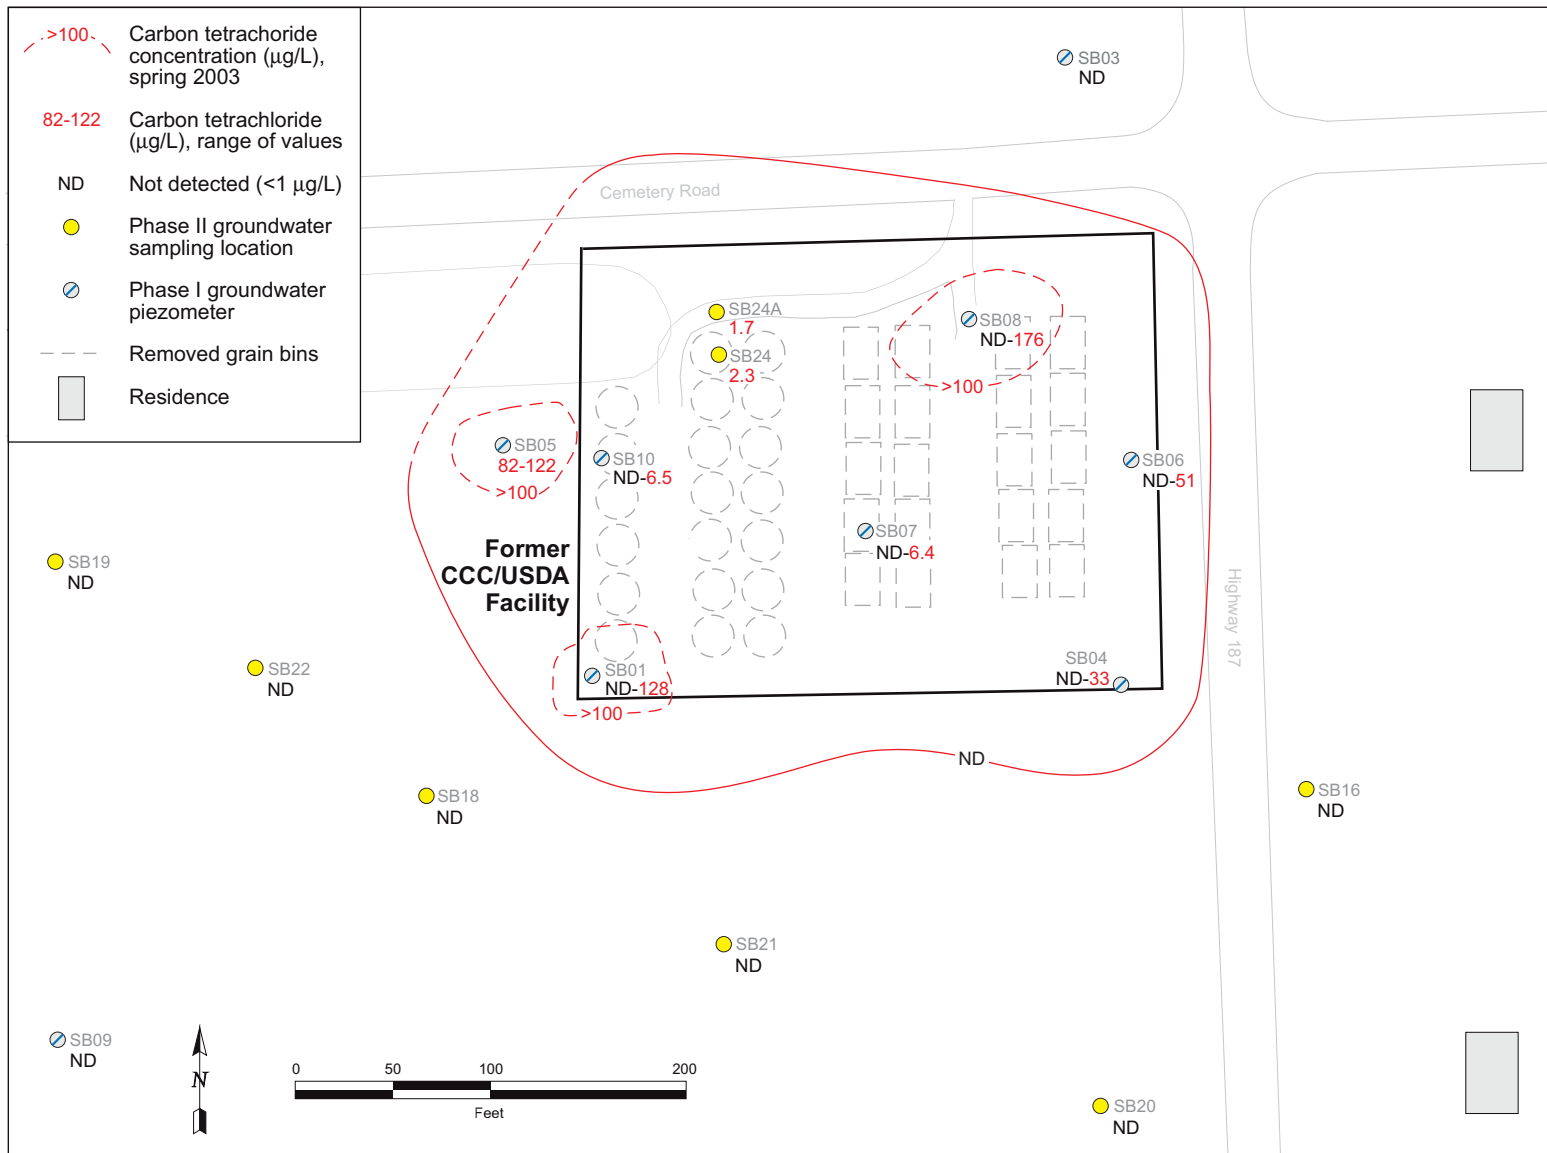 >100
Carbon tetrachoride
concentration (µg/L),
spring 2003
82-122
Carbon tetrachloride
(µg/L), range of values
ND
Not detected (<1 µg/L)
Phase II groundwater
sampling location
Phase I groundwater
piezometer
Removed grain bins
Residence
SB03
ND
Cemetery Road
SB24A
1.7
SB24
2.3
SB08
ND-176
>100
SB05
82-122
>100
SB10
ND-6.5
SB06
ND-51
SB07
ND-6.4
Former
CCC/USDA
Facility
SB19
ND
SB22
ND
SB01
ND-128
>100
SB04
ND-33
Highway 187
ND
SB18
ND
SB16
ND
SB21
ND
SB09
ND
N
0
50
100
200
Feet
SB20
ND